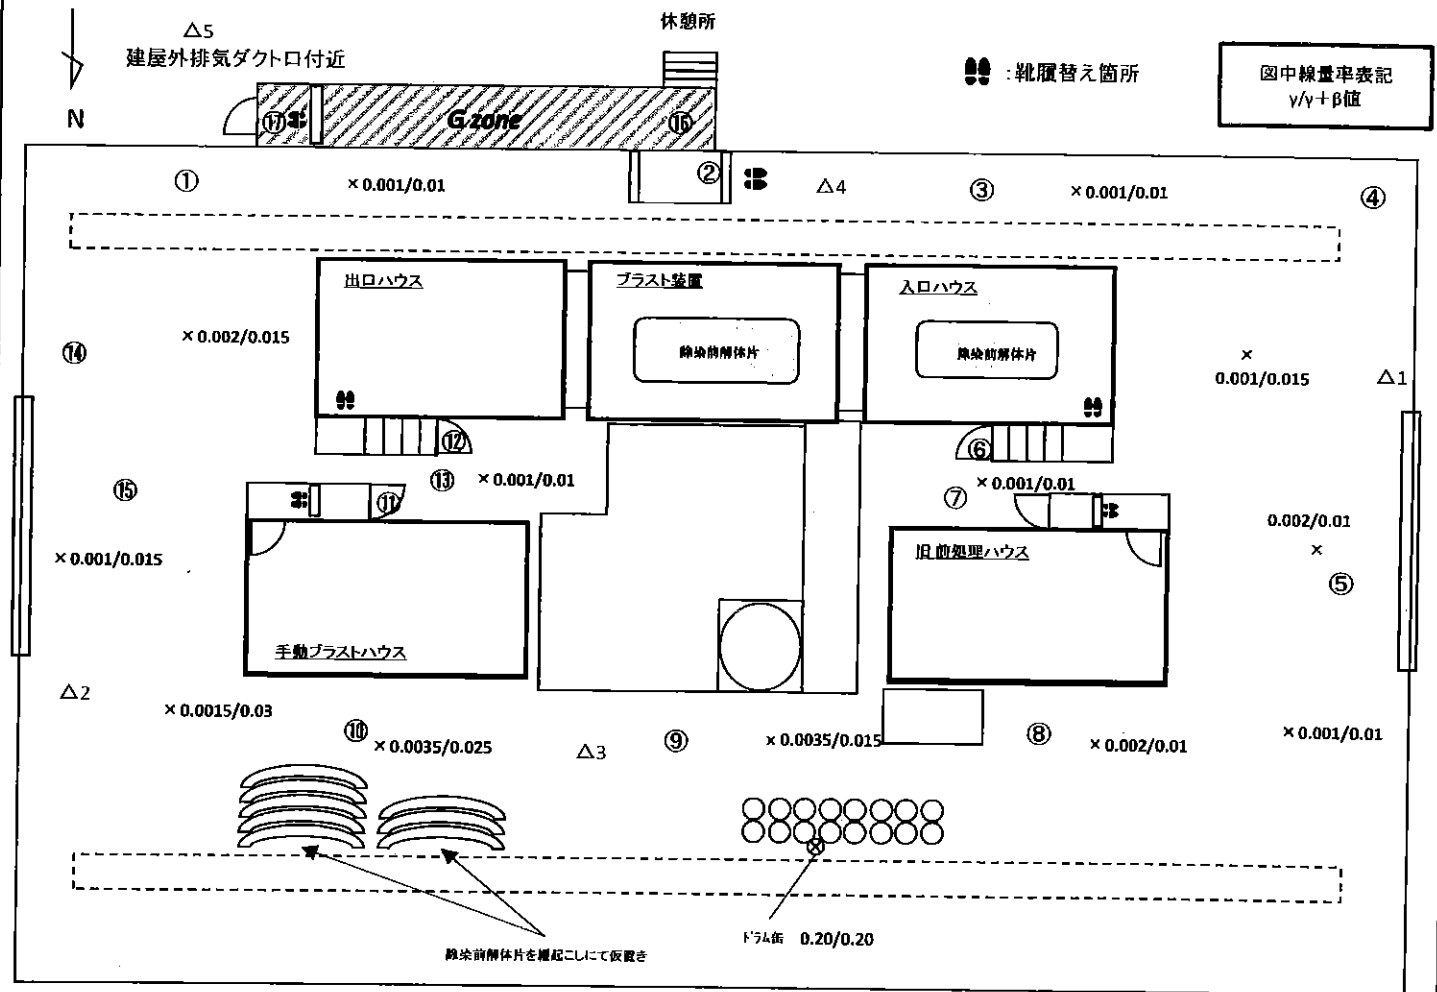 △5
建屋外排気ダクト口付近
N
休憩所
:靴履替え箇所
図中線量率表記
γ/γ+β値
⑰
G zone
⑯
①
×0.001/0.01
②
△4
③
×0.001/0.01
④
出口ハウス
ブラスト装置
除染前解体片
入口ハウス
除染前解体片
⑭
×0.002/0.015
×
0.001/0.015
△1
⑫
⑬
×0.001/0.01
⑥
×0.001/0.01
⑦
⑮
⑪
0.002/0.01
×
⑤
×0.001/0.015
手動ブラストハウス
旧前処理ハウス
△2
×0.0015/0.03
⑩
×0.0035/0.025
△3
⑨
×0.0035/0.015
⑧
×0.002/0.01
×0.001/0.01
除染前解体片を縦起こしにて仮置き
ドラム缶 0.20/0.20